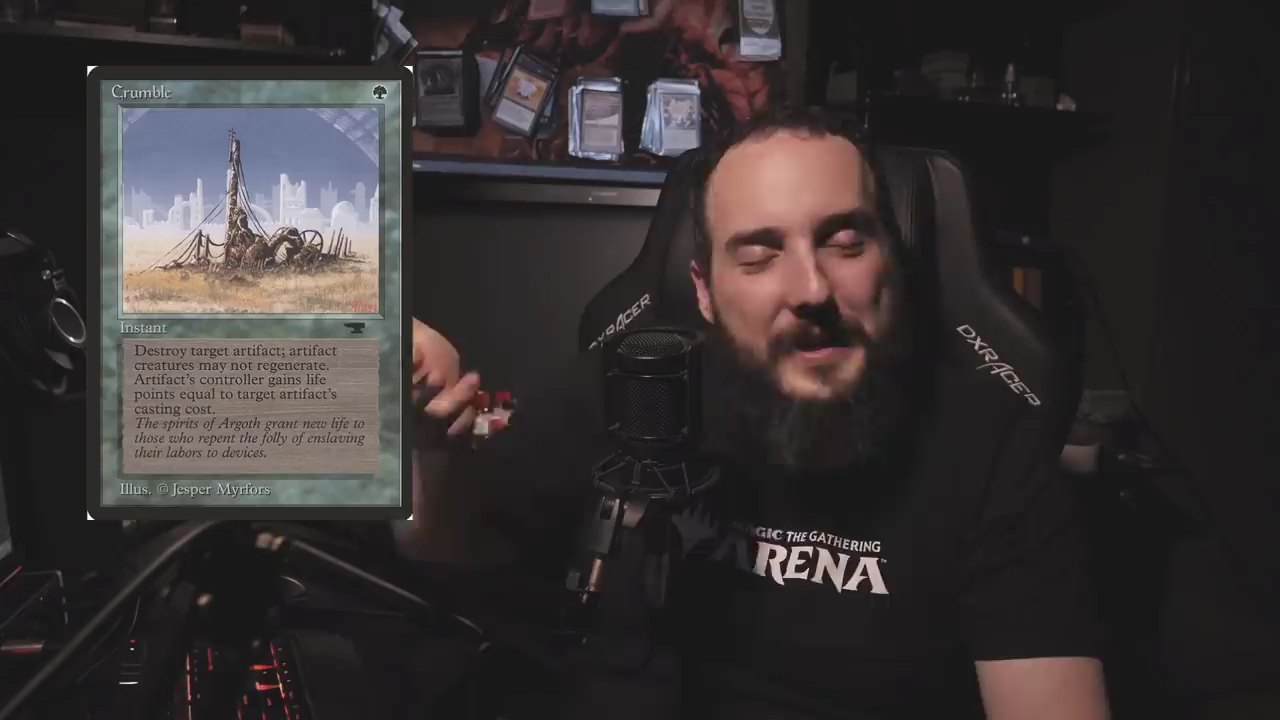 Crumble
Instant
Destroy target artifact; artifact
creatures may not regenerate.
Artifact's controller gains life
points equal to target artifact's
casting cost.
The spirits of Argoth grant new life to
those who repent the folly of enslaving
their labors to devices.
Illus. © Jesper Myrfors
DXRACER
GIC THE GATHERING
ARENA